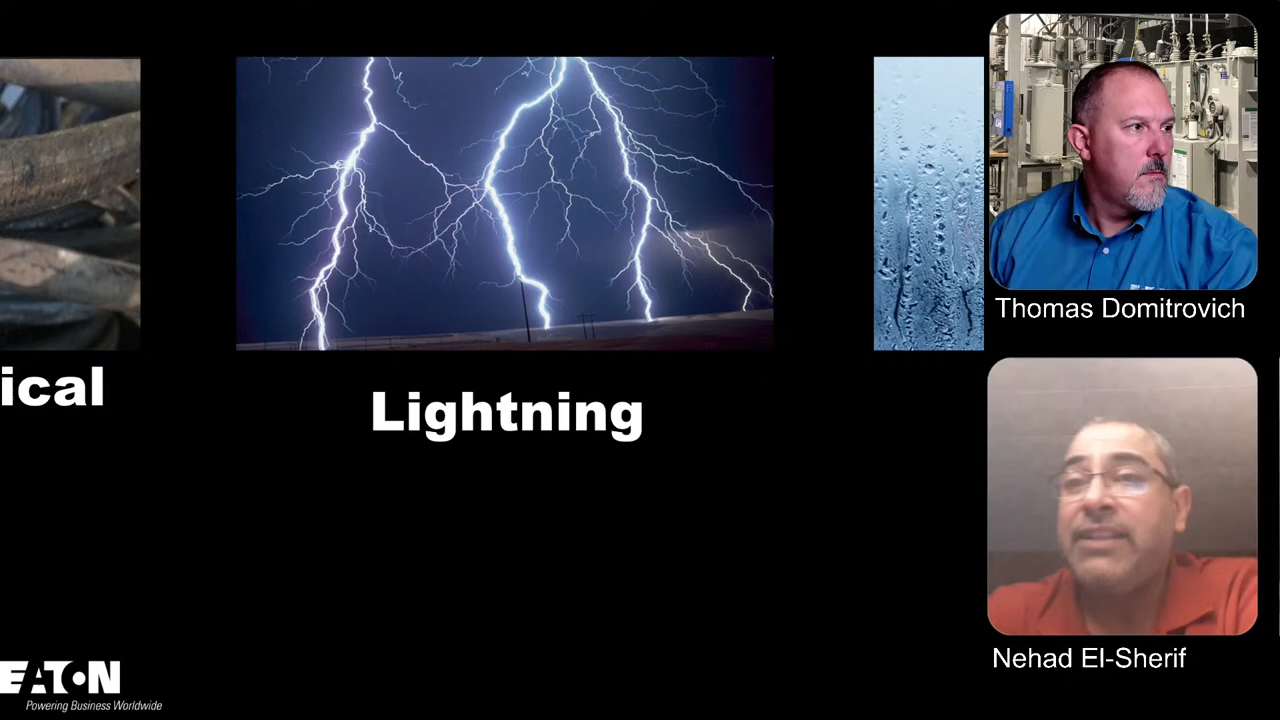 Thomas Domitrovich
ical
Lightning
Nehad El-Sherif
EATON
Powering Business Worldwide